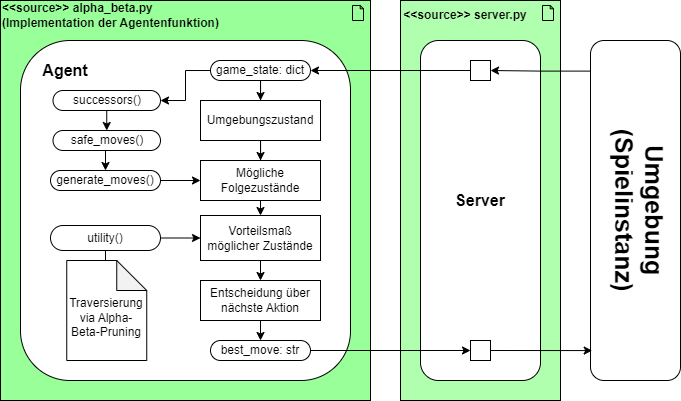 <<source>> alpha_beta.py
(Implementation der Agentenfunktion)
Agent
game_state: dict
successors()
Umgebungszustand
safe_moves()
generate_moves()
Mögliche
Folgezustände
utility()
Vorteilsmaß
möglicher Zustände
Traversierung
via Alpha-
Beta-Pruning
Entscheidung über
nächste Aktion
best_move: str
<<source>> server.py
Server
Umgebung
(Spielinstanz)